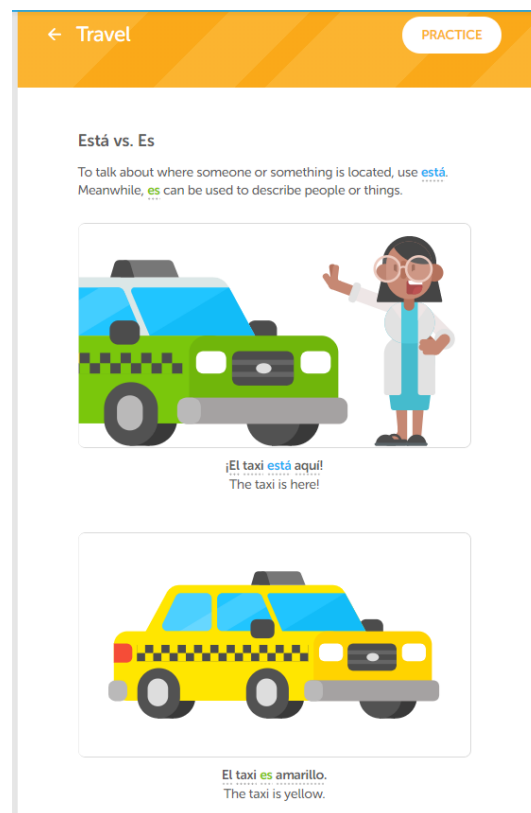 ← Travel
PRACTICE
Está vs. Es
To talk about where someone or something is located, use está.
Meanwhile, es can be used to describe people or things.
¡El taxi está aquí!
The taxi is here!
El taxi es amarillo.
The taxi is yellow.